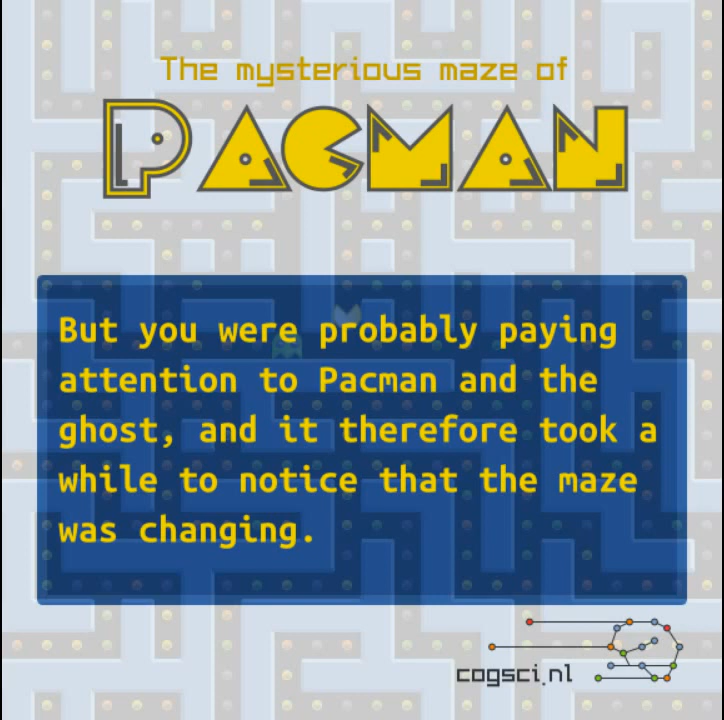 The mysterious maze of
PACMAN
But you were probably paying
attention to Pacman and the
ghost, and it therefore took a
while to notice that the maze
was changing.
cogsci.nl